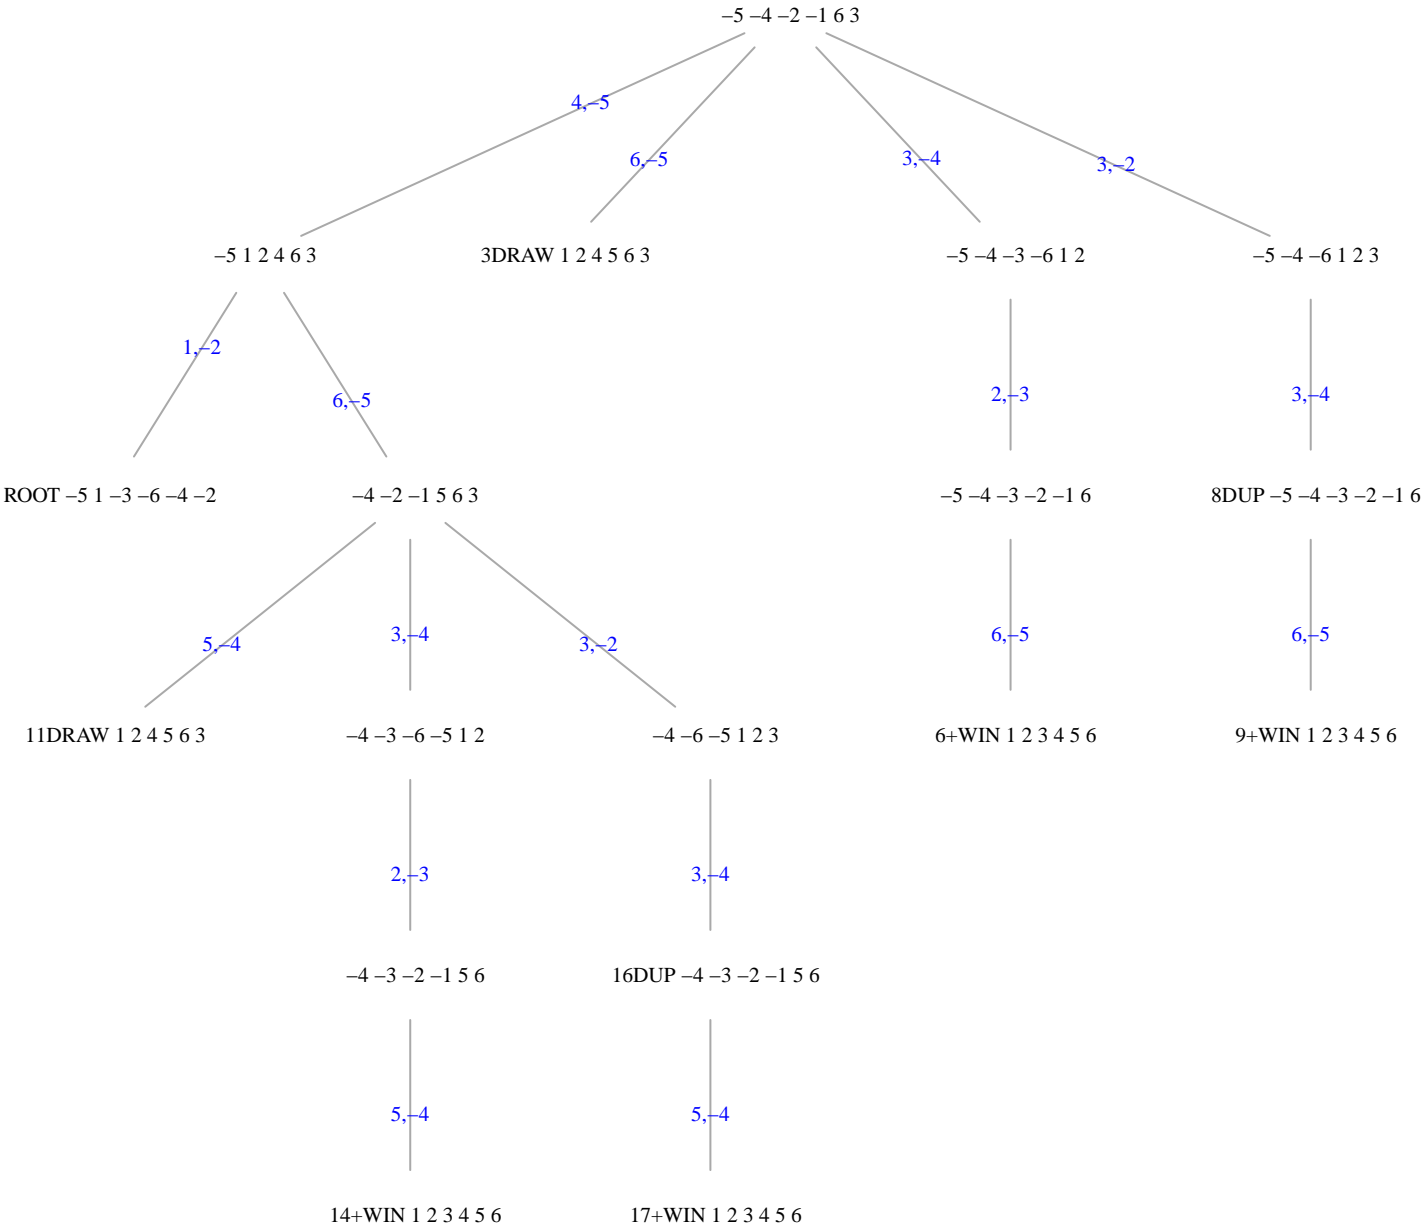 –5 –4 –2 –1 6 3
4,–5
6,–5
3,–4
3,–2
–5 1 2 4 6 3
3DRAW 1 2 4 5 6 3
–5 –4 –3 –6 1 2
–5 –4 –6 1 2 3
1,–2
6,–5
2,–3
3,–4
ROOT –5 1 –3 –6 –4 –2
–4 –2 –1 5 6 3
–5 –4 –3 –2 –1 6
8DUP –5 –4 –3 –2 –1 6
5,–4
3,–4
3,–2
6,–5
6,–5
11DRAW 1 2 4 5 6 3
–4 –3 –6 –5 1 2
–4 –6 –5 1 2 3
6+WIN 1 2 3 4 5 6
9+WIN 1 2 3 4 5 6
2,–3
3,–4
–4 –3 –2 –1 5 6
16DUP –4 –3 –2 –1 5 6
5,–4
5,–4
14+WIN 1 2 3 4 5 6
17+WIN 1 2 3 4 5 6